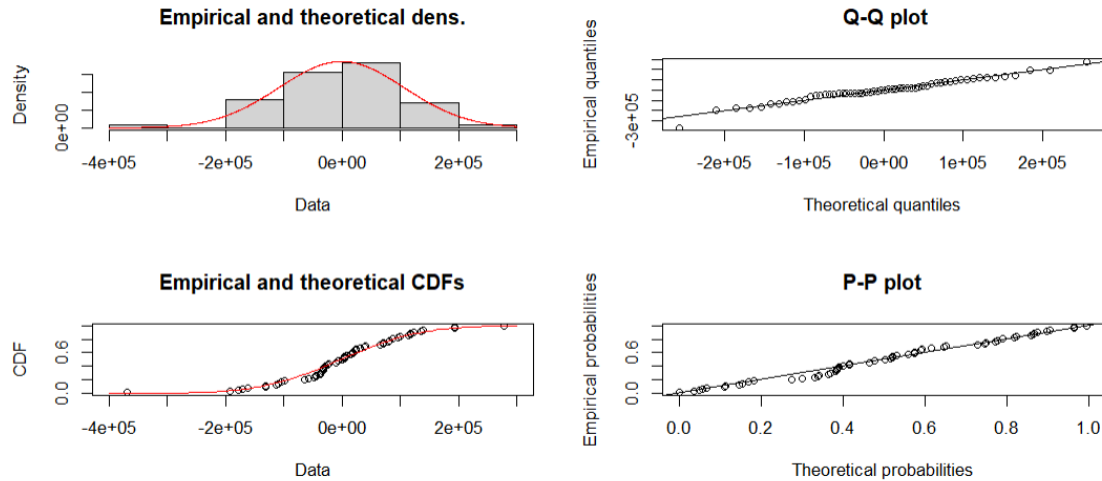 Empirical and theoretical dens.
Density
0e+00
-4e+05 -2e+05 0e+00 2e+05
Data
Q-Q plot
Empirical quantiles
-3e+05
-2e+05 -1e+05 0e+00 1e+05 2e+05
Theoretical quantiles
Empirical and theoretical CDFs
CDF
0.0 0.6
-4e+05 -2e+05 0e+00 2e+05
Data
P-P plot
Empirical probabilities
0.0 0.6
0.0 0.2 0.4 0.6 0.8 1.0
Theoretical probabilities